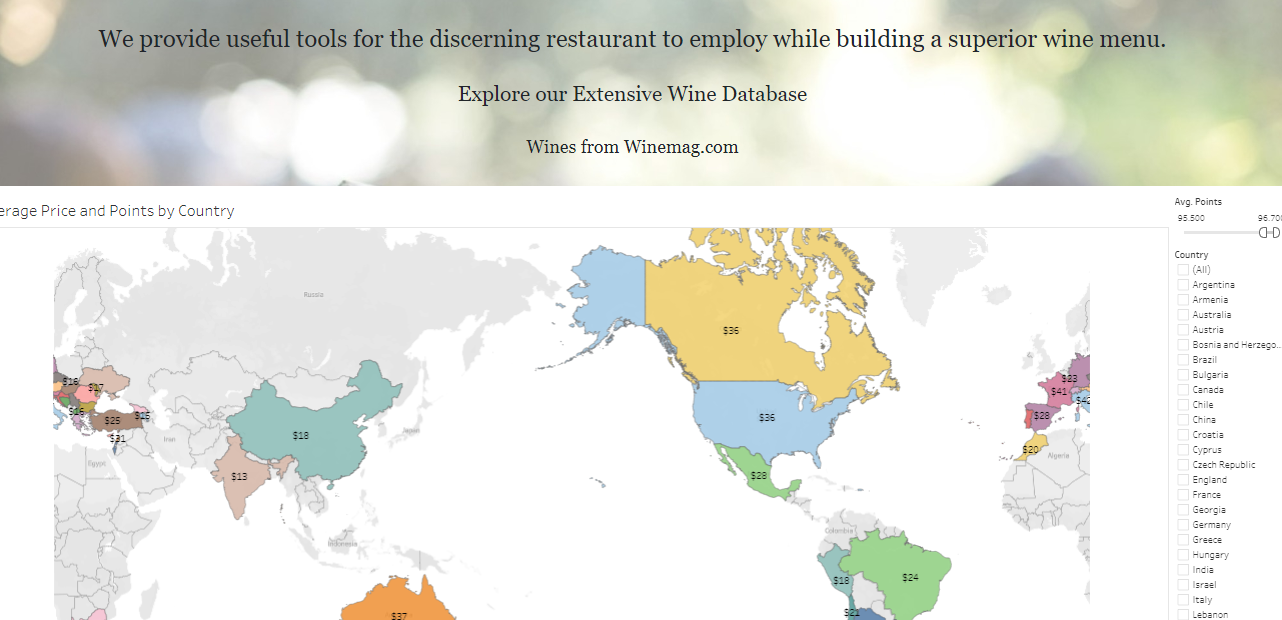 We provide useful tools for the discerning restaurant to employ while building a superior wine menu.
Explore our Extensive Wine Database
Wines from Winemag.com
erage Price and Points by Country
Avg. Points
95.500 96.700
Country
(All)
Argentina
Armenia
Australia
Austria
Bosnia and Herzego..
Brazil
Bulgaria
Canada
Chile
China
Croatia
Cyprus
Czech Republic
England
France
Georgia
Germany
Greece
Hungary
India
Israel
Italy
Lebanon
Russia
$36
$36
$28
$18
$13
Japan
Iran
Egypt
Indonesia
$16
$17
$16
$25
$15
$31
$37
Colombia
$18
$24
$21
$23
$41
$42
$28
$20
Algeria